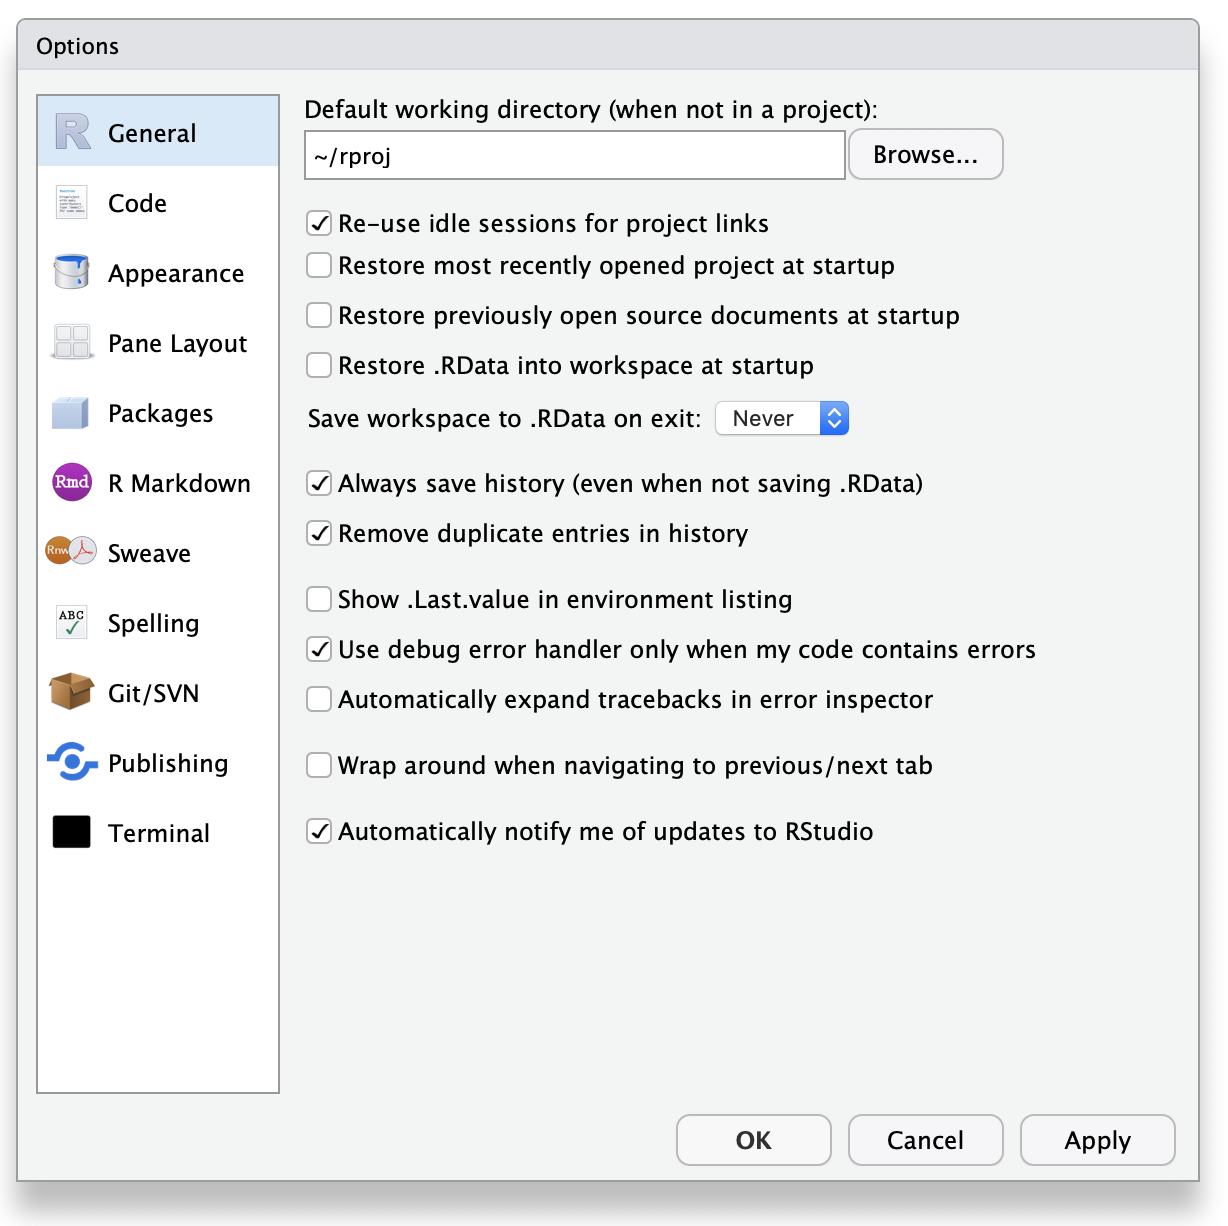 Options
General
Code
Appearance
Pane Layout
Packages
Rmd R Markdown
Rnw Sweave
ABC Spelling
Git/SVN
Publishing
Terminal
Default working directory (when not in a project):
~/rproj Browse...
Re-use idle sessions for project links
Restore most recently opened project at startup
Restore previously open source documents at startup
Restore .RData into workspace at startup
Save workspace to .RData on exit: Never
Always save history (even when not saving .RData)
Remove duplicate entries in history
Show .Last.value in environment listing
Use debug error handler only when my code contains errors
Automatically expand tracebacks in error inspector
Wrap around when navigating to previous/next tab
Automatically notify me of updates to RStudio
OK Cancel Apply